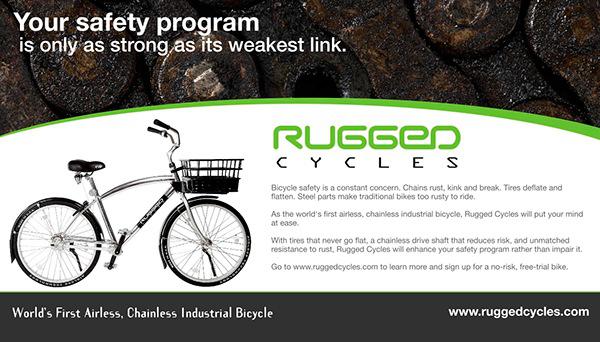 Your safety program
is only as strong as its weakest link.
RUGGED
CYCLES
Bicycle safety is a constant concern. Chains rust, kink and break. Tires deflate and
flatten. Steel parts make traditional bikes too rusty to ride.
As the world's first airless, chainless industrial bicycle, Rugged Cycles will put your mind
at ease.
With tires that never go flat, a chainless drive shaft that reduces risk, and unmatched
resistance to rust, Rugged Cycles will enhance your safety program rather than impair it.
Go to www.ruggedcycles.com to learn more and sign up for a no-risk, free-trial bike.
RUGGED
World's First Airless, Chainless Industrial Bicycle
www.ruggedcycles.com